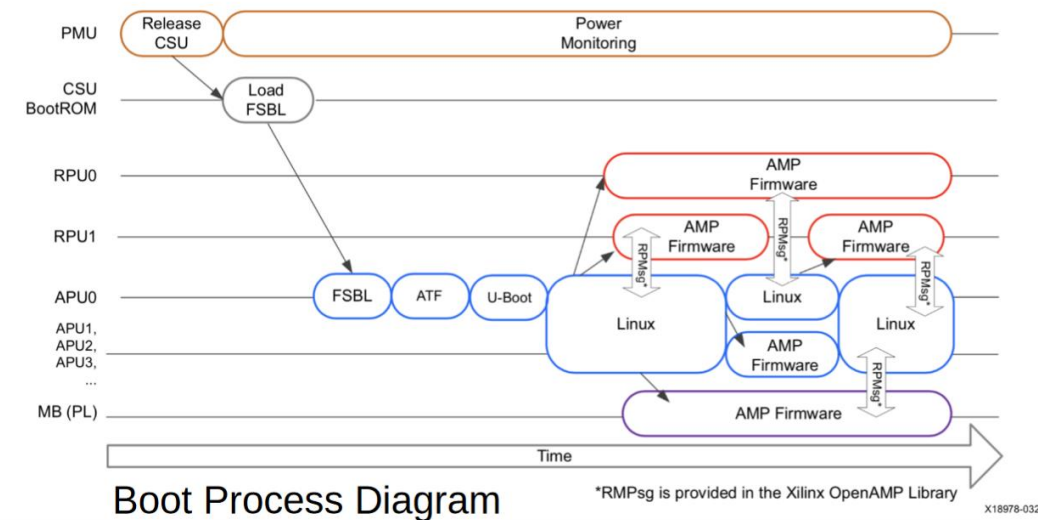 PMU
Release
CSU
Power
Monitoring
CSU
BootROM
Load
FSBL
RPU0
AMP
Firmware
RPU1
AMP
Firmware
AMP
Firmware
RPMsg*
RPMsg*
RPMsg*
APU0
FSBL
ATF
U-Boot
Linux
Linux
Linux
APU1,
APU2,
APU3,
...
AMP
Firmware
RPMsg*
MB (PL)
AMP Firmware
Time
Boot Process Diagram
*RMPsg is provided in the Xilinx OpenAMP Library
X18978-032